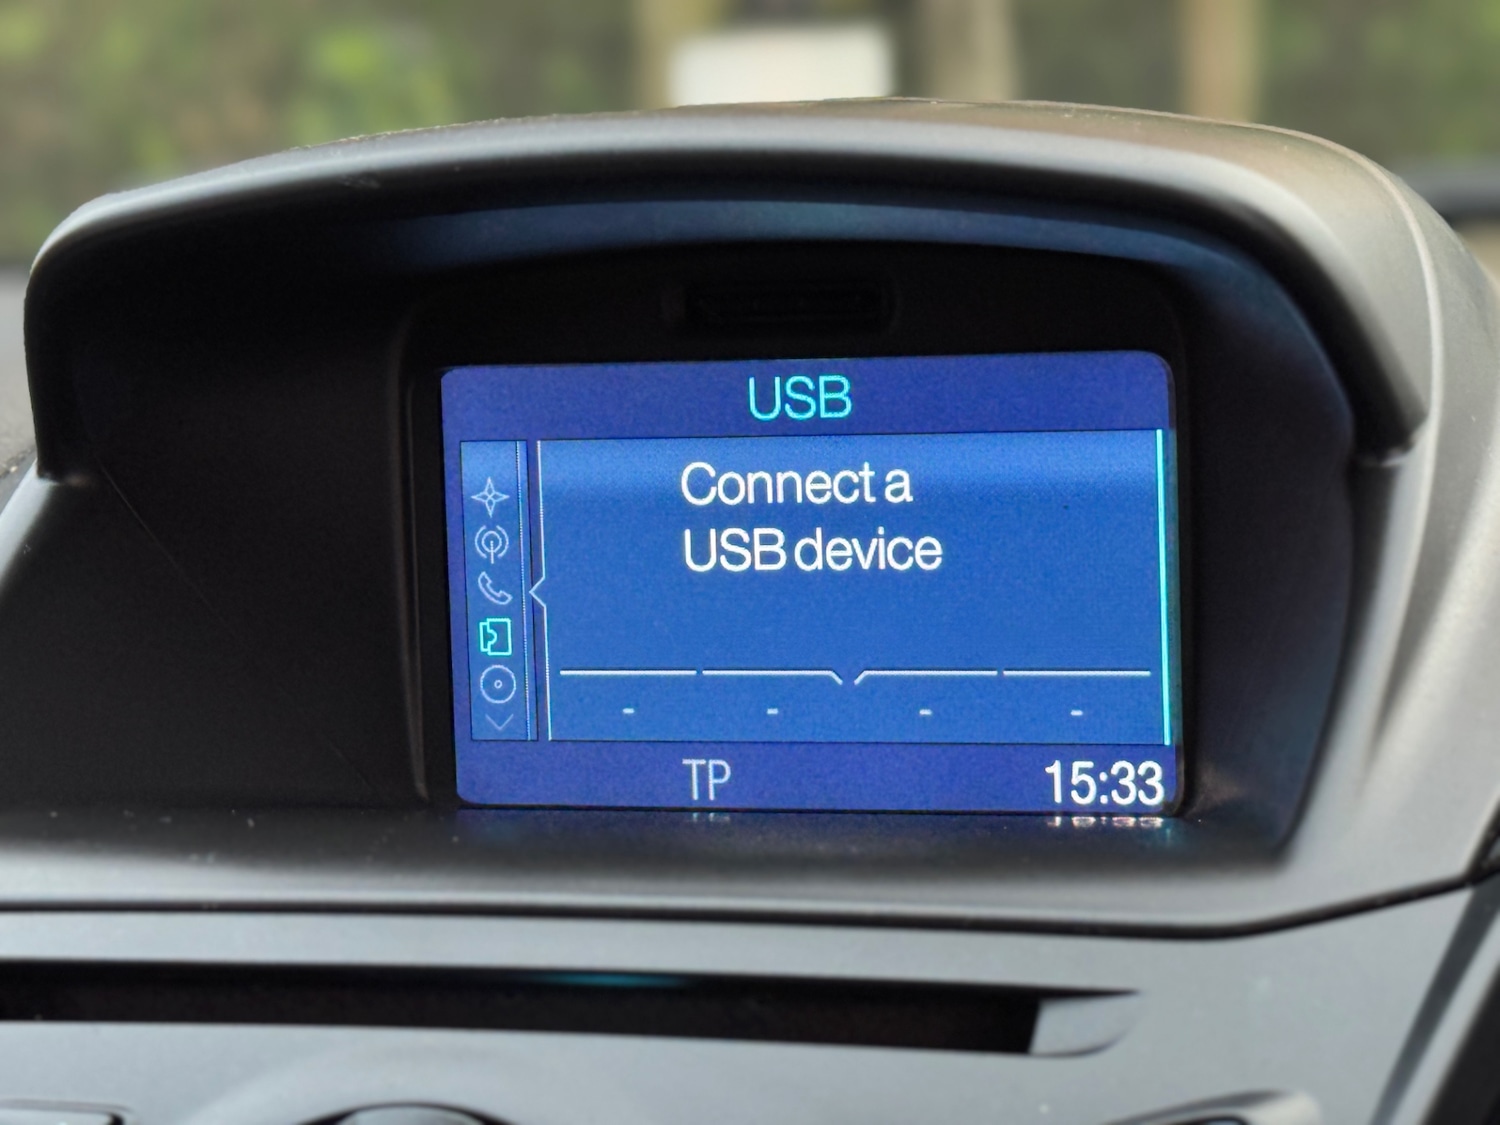 USB
Connect a
USB device
- - - -
TP 15:33